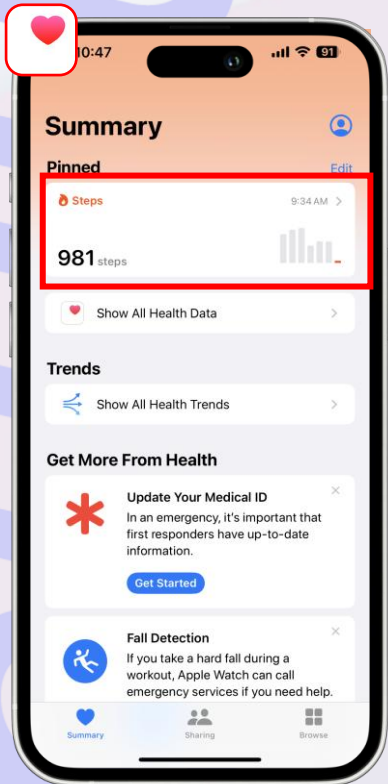 10:47
91
Summary
Pinned
Edit
Steps
9:34 AM
981 steps
Show All Health Data
Trends
Show All Health Trends
Get More From Health
Update Your Medical ID
In an emergency, it's important that
first responders have up-to-date
information.
Get Started
Fall Detection
If you take a hard fall during a
workout, Apple Watch can call
emergency services if you need help.
Summary
Sharing
Browse